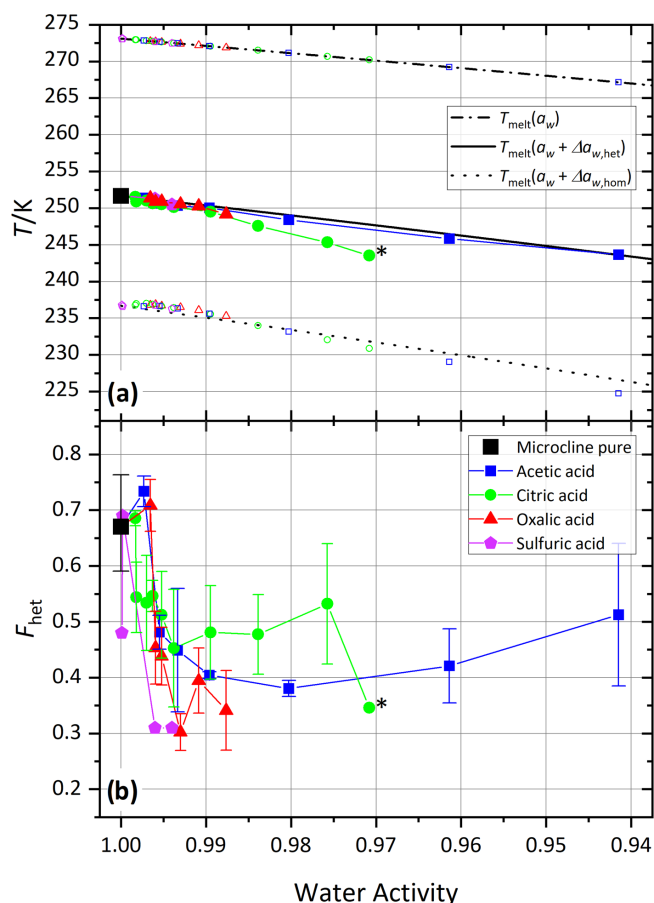 275
270
265
255
250
245
235
230
225
T/K
T_melt(a_w)
T_melt(a_w + Δa_w,het)
T_melt(a_w + Δa_w,hom)
*
(a)
0.8
0.7
0.6
0.5
0.4
0.3
0.2
F_het
Microcline pure
Acetic acid
Citric acid
Oxalic acid
Sulfuric acid
*
(b)
1.00 0.99 0.98 0.97 0.96 0.95 0.94
Water Activity